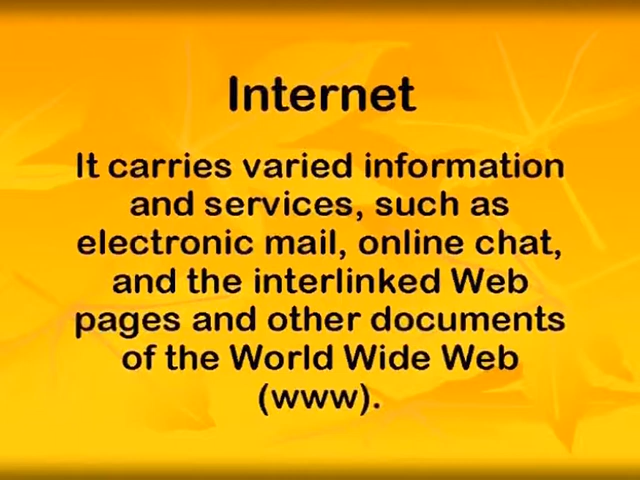 Internet
It carries varied information
and services, such as
electronic mail, online chat,
and the interlinked Web
pages and other documents
of the World Wide Web
(www).